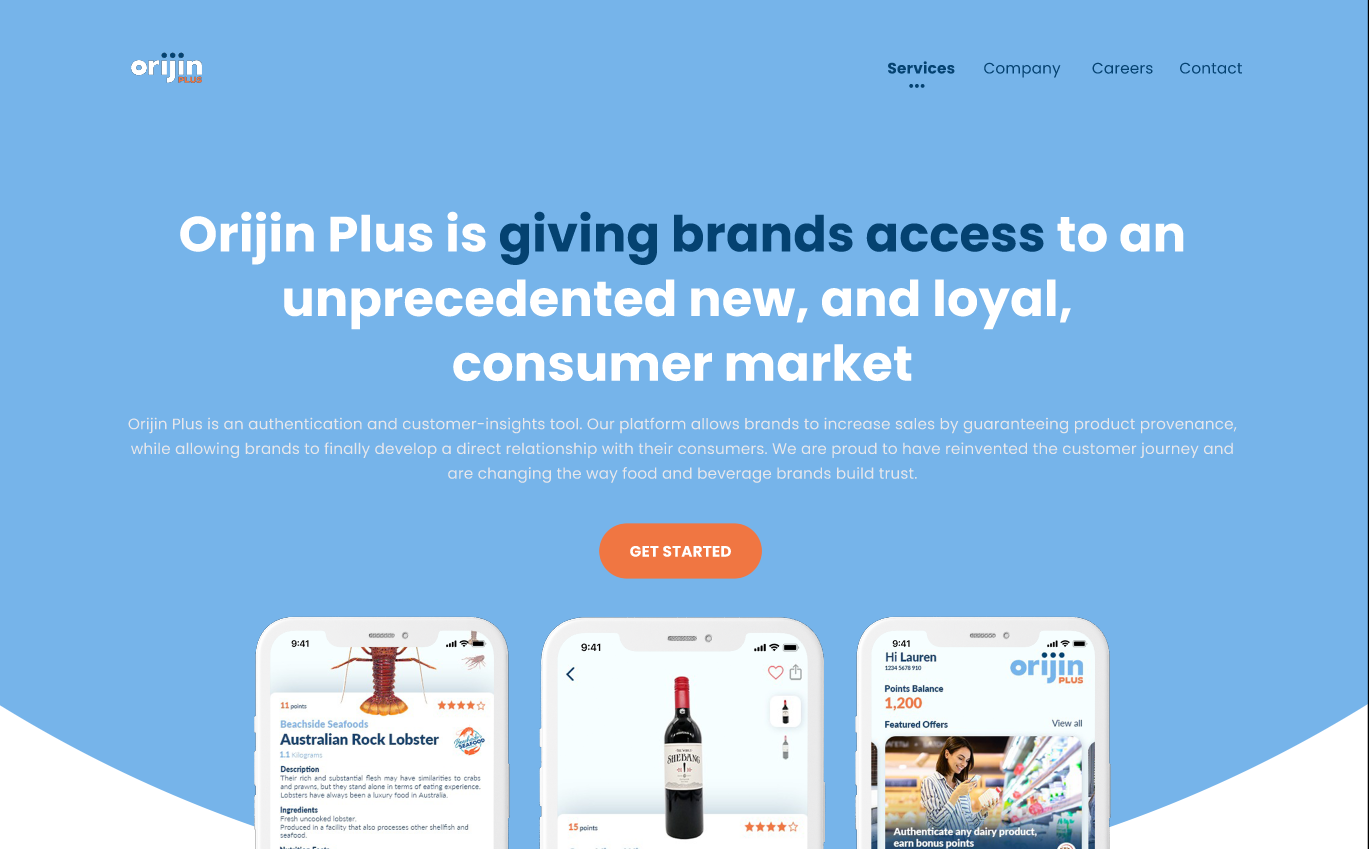 orijin
PLUS
Services
Company
Careers
Contact
Orijin Plus is giving brands access to an
unprecedented new, and loyal,
consumer market
Orijin Plus is an authentication and customer-insights tool. Our platform allows brands to increase sales by guaranteeing product provenance,
while allowing brands to finally develop a direct relationship with their consumers. We are proud to have reinvented the customer journey and
are changing the way food and beverage brands build trust.
GET STARTED
9:41
11 points
Beachside Seafoods
Australian Rock Lobster
1.1 Kilograms
Beachside
SEAFOOD
Description
Their rich and substantial flesh may have similarities to crabs
and prawns, but they stand alone in terms of eating experience.
Lobsters have always been a luxury food in Australia.
Ingredients
Fresh uncooked lobster.
Produced in a facility that also processes other shellfish and
seafood.
9:41
SHEBANG
15 points
9:41
Hi Lauren
1234 5678 910
orijin
PLUS
Points Balance
1,200
Featured Offers
View all
Authenticate any dairy product,
earn bonus points